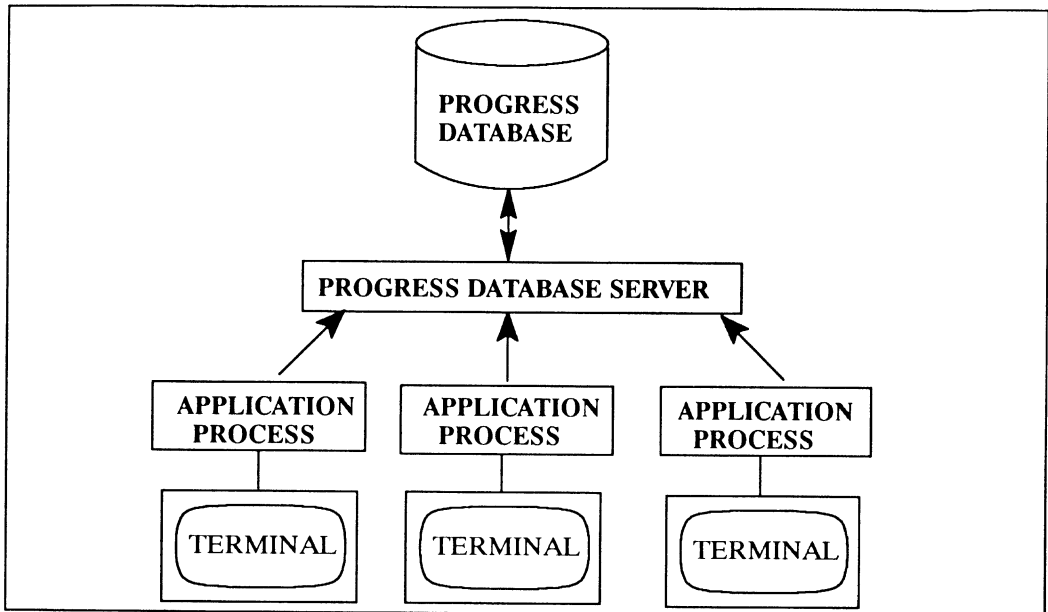 PROGRESS
DATABASE
PROGRESS DATABASE SERVER
APPLICATION
PROCESS
APPLICATION
PROCESS
APPLICATION
PROCESS
TERMINAL
TERMINAL
TERMINAL